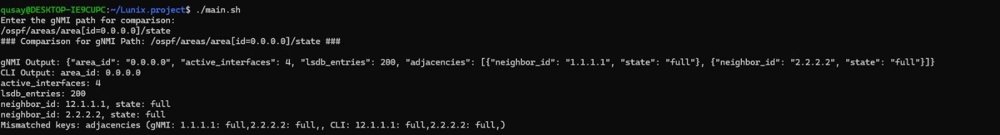 qusay@DESKTOP-IE9CUPC:~/Lunix.project$ ./main.sh
Enter the gNMI path for comparison:
/ospf/areas/area[id=0.0.0.0]/state
### Comparison for gNMI Path: /ospf/areas/area[id=0.0.0.0]/state ###
gNMI Output: {"area_id": "0.0.0.0", "active_interfaces": 4, "lsdb_entries": 200, "adjacencies": [{"neighbor_id": "1.1.1.1", "state": "full"}, {"neighbor_id": "2.2.2.2", "state": "full"}]}
CLI Output: area_id: 0.0.0.0
active_interfaces: 4
lsdb_entries: 200
neighbor_id: 12.1.1.1, state: full
neighbor_id: 2.2.2.2, state: full
Mismatched keys: adjacencies (gNMI: 1.1.1.1: full,2.2.2.2: full,, CLI: 12.1.1.1: full,2.2.2.2: full,)